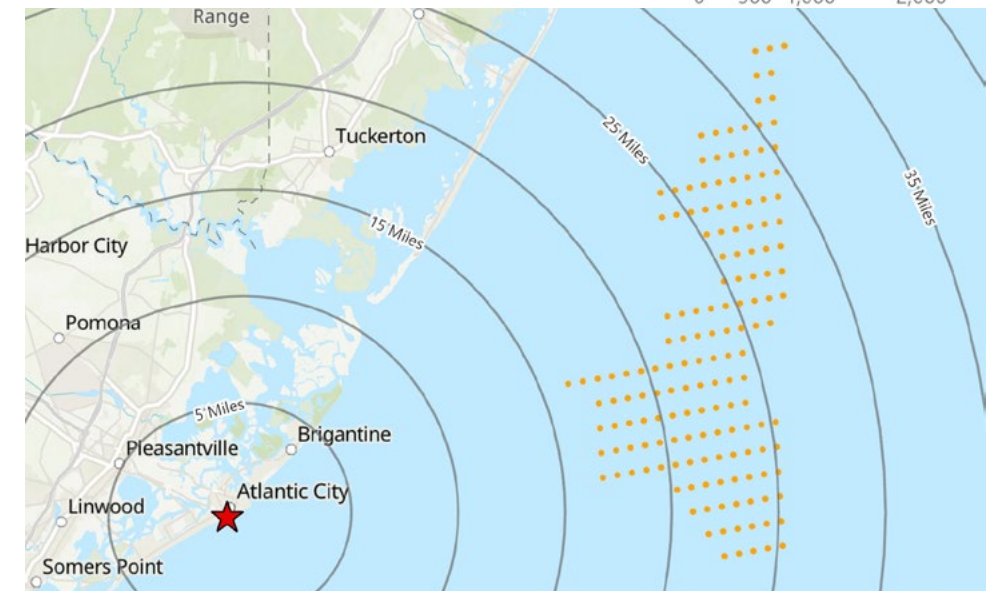 Range
Tuckerton
25 Miles
35 Miles
15 Miles
Harbor City
Pomona
5 Miles
Brigantine
Pleasantville
Atlantic City
Linwood
Somers Point